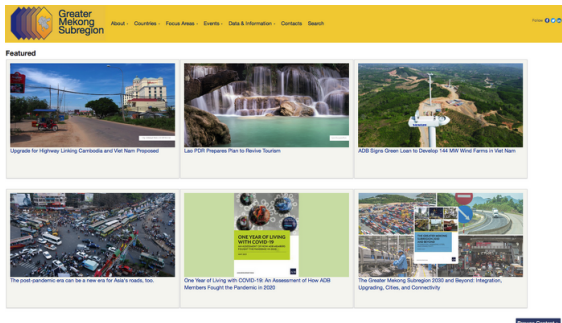 Greater
Mekong
Subregion
About Countries Focus Areas Events Data & Information Contacts Search
Follow
Featured
Upgrade for Highway Linking Cambodia and Viet Nam Proposed
Lao PDR Prepares Plan to Revive Tourism
ADB Signs Green Loan to Develop 144 MW Wind Farms in Viet Nam
ONE YEAR OF LIVING
WITH COVID-19
The post-pandemic era can be a new era for Asia's roads, too.
One Year of Living with COVID-19: An Assessment of How ADB
Members Fought the Pandemic in 2020
The Greater Mekong Subregion 2030 and Beyond: Integration,
Upgrading, Cities, and Connectivity